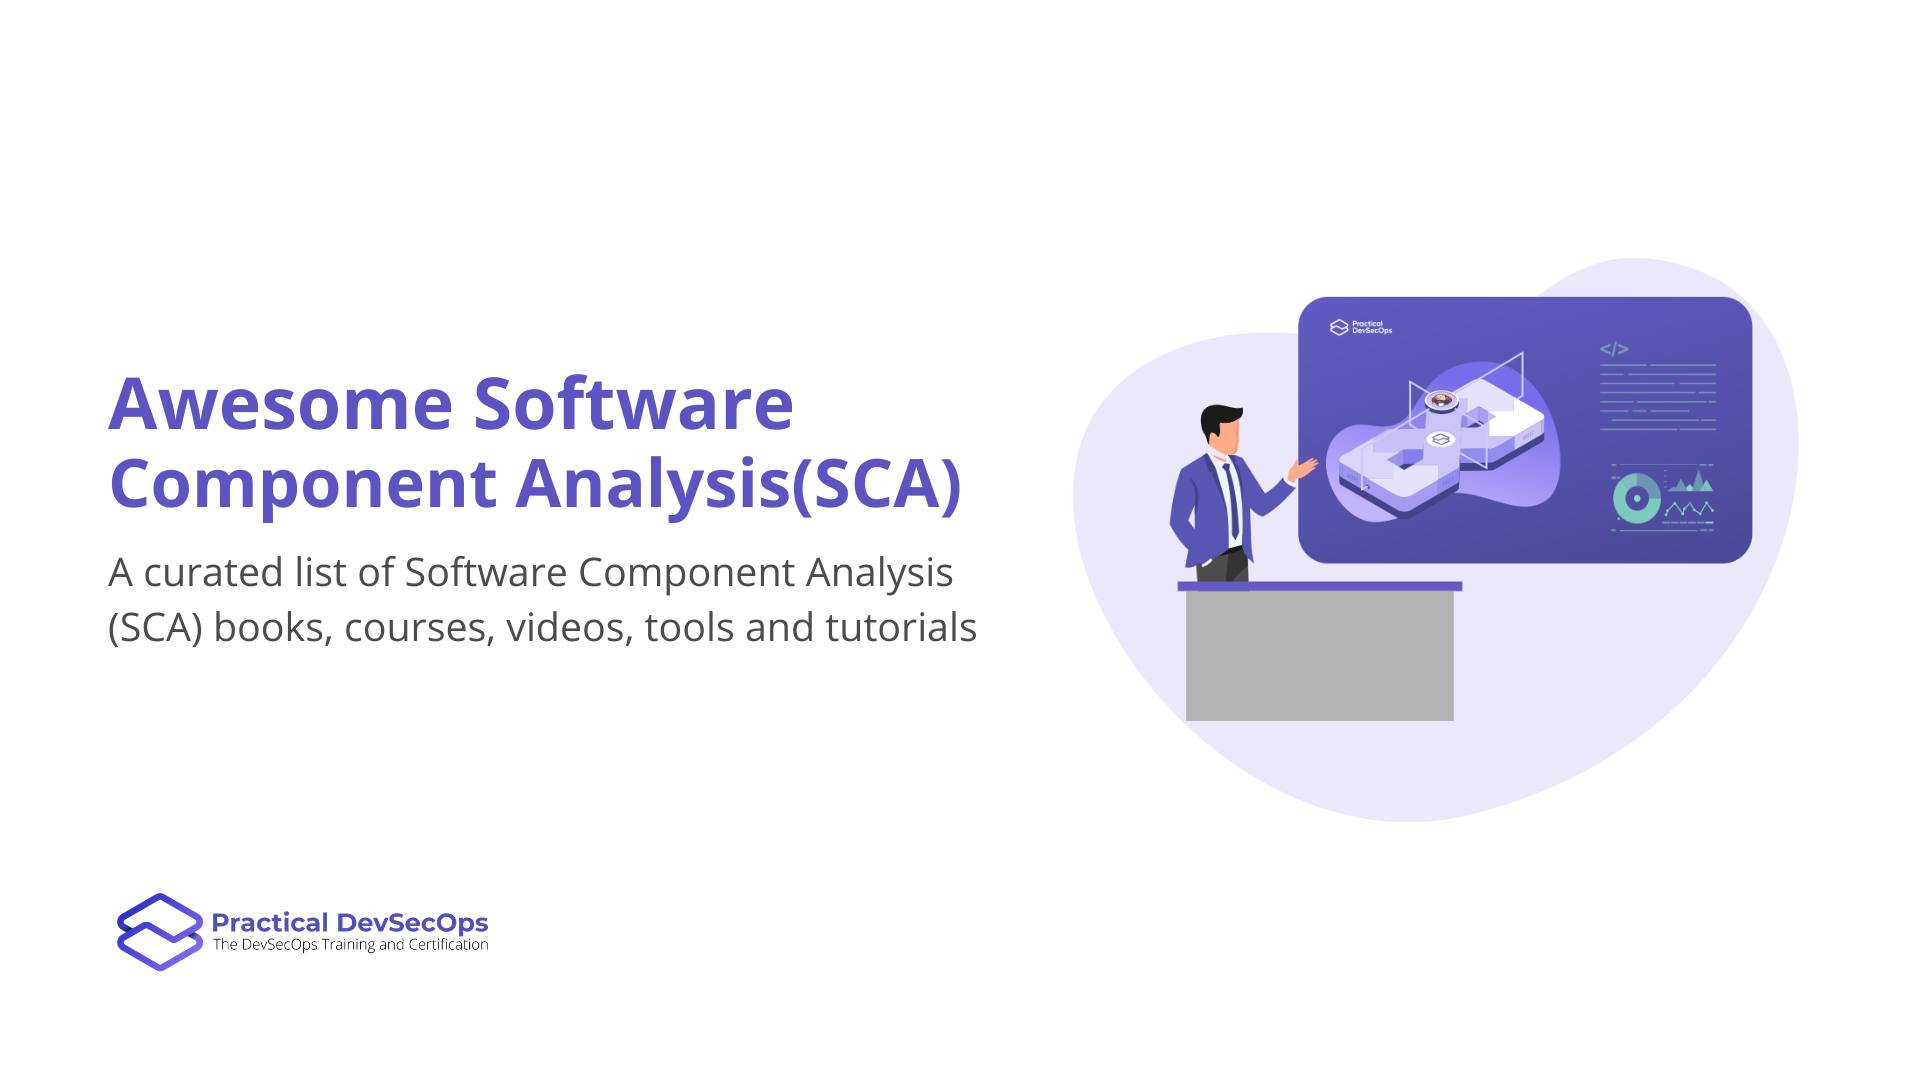 Awesome Software
Component Analysis(SCA)
A curated list of Software Component Analysis
(SCA) books, courses, videos, tools and tutorials
Practical
DevSecOps
</>
Practical DevSecOps
The DevSecOps Training and Certification